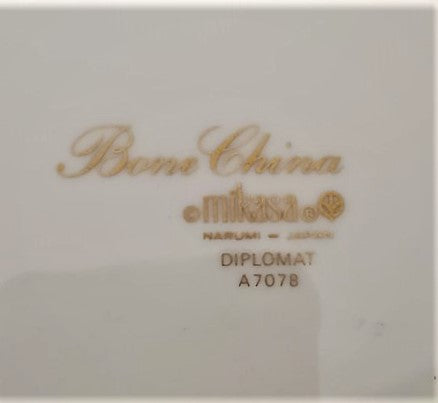 Bone China
© mikasa ®
NARUMI – JAPAN
DIPLOMAT
A7078